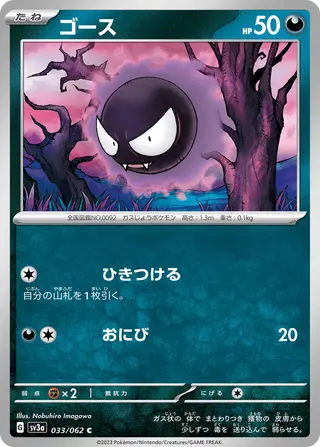 たね
ゴース
HP50
全国図鑑NO.0092 ガスじょうポケモン 高さ:1.3m 重さ:0.1kg
ひきつける
自分の山札を1枚引く。
おにび 20
弱点 ×2 抵抗力 にげる
Illus. Nobuhiro Imagawa
G sv3a 033/062 C
ガス状の体でまとわりつき獲物の皮膚から
少しずつ毒を送り込んで弱らせる。
©2023 Pokémon/Nintendo/Creatures/GAME FREAK.